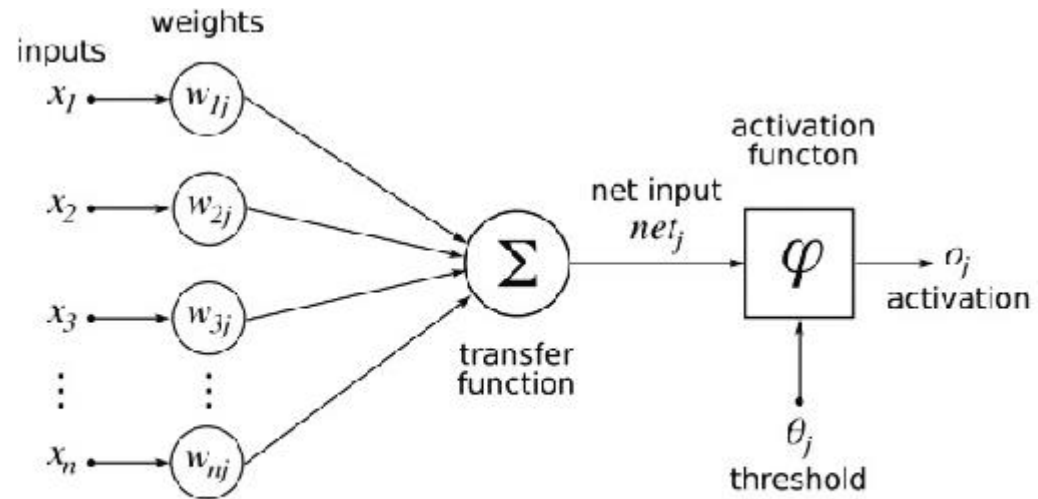 weights
inputs
x1
w1j
x2
w2j
x3
w3j
⋮
⋮
xn
wnj
Σ
transfer
function
net input
netj
activation
functon
φ
oj
activation
θj
threshold